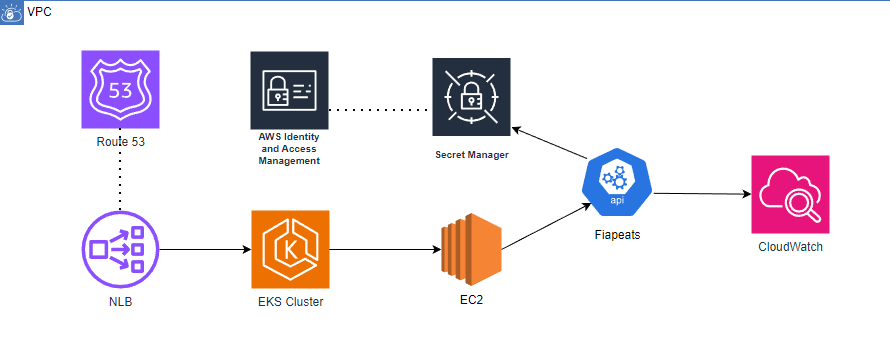 VPC
53
Route 53
AWS Identity
and Access
Management
Secret Manager
api
Fiapeats
CloudWatch
NLB
K
EKS Cluster
EC2